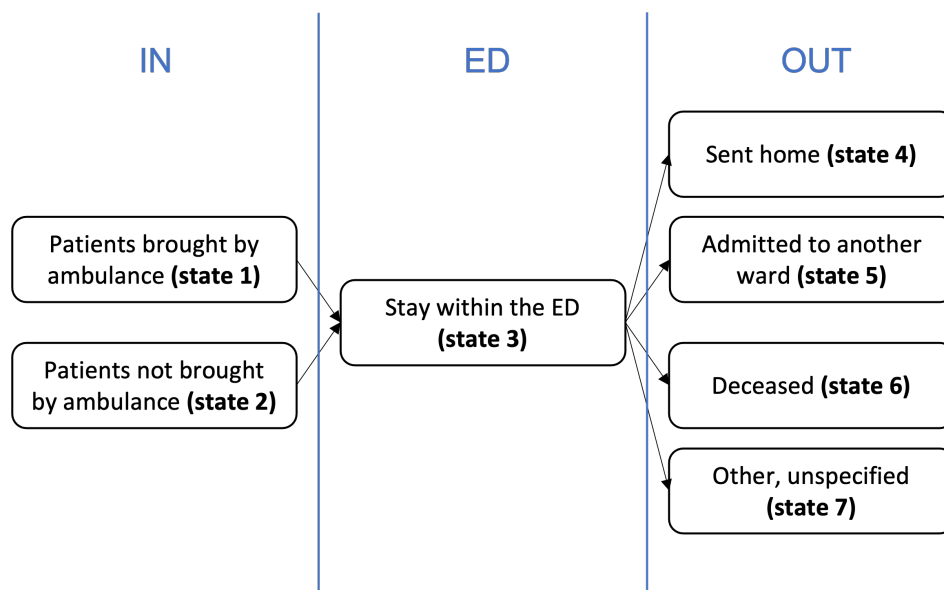 IN
ED
OUT
Patients brought by
ambulance (state 1)
Patients not brought
by ambulance (state 2)
Stay within the ED
(state 3)
Sent home (state 4)
Admitted to another
ward (state 5)
Deceased (state 6)
Other, unspecified
(state 7)